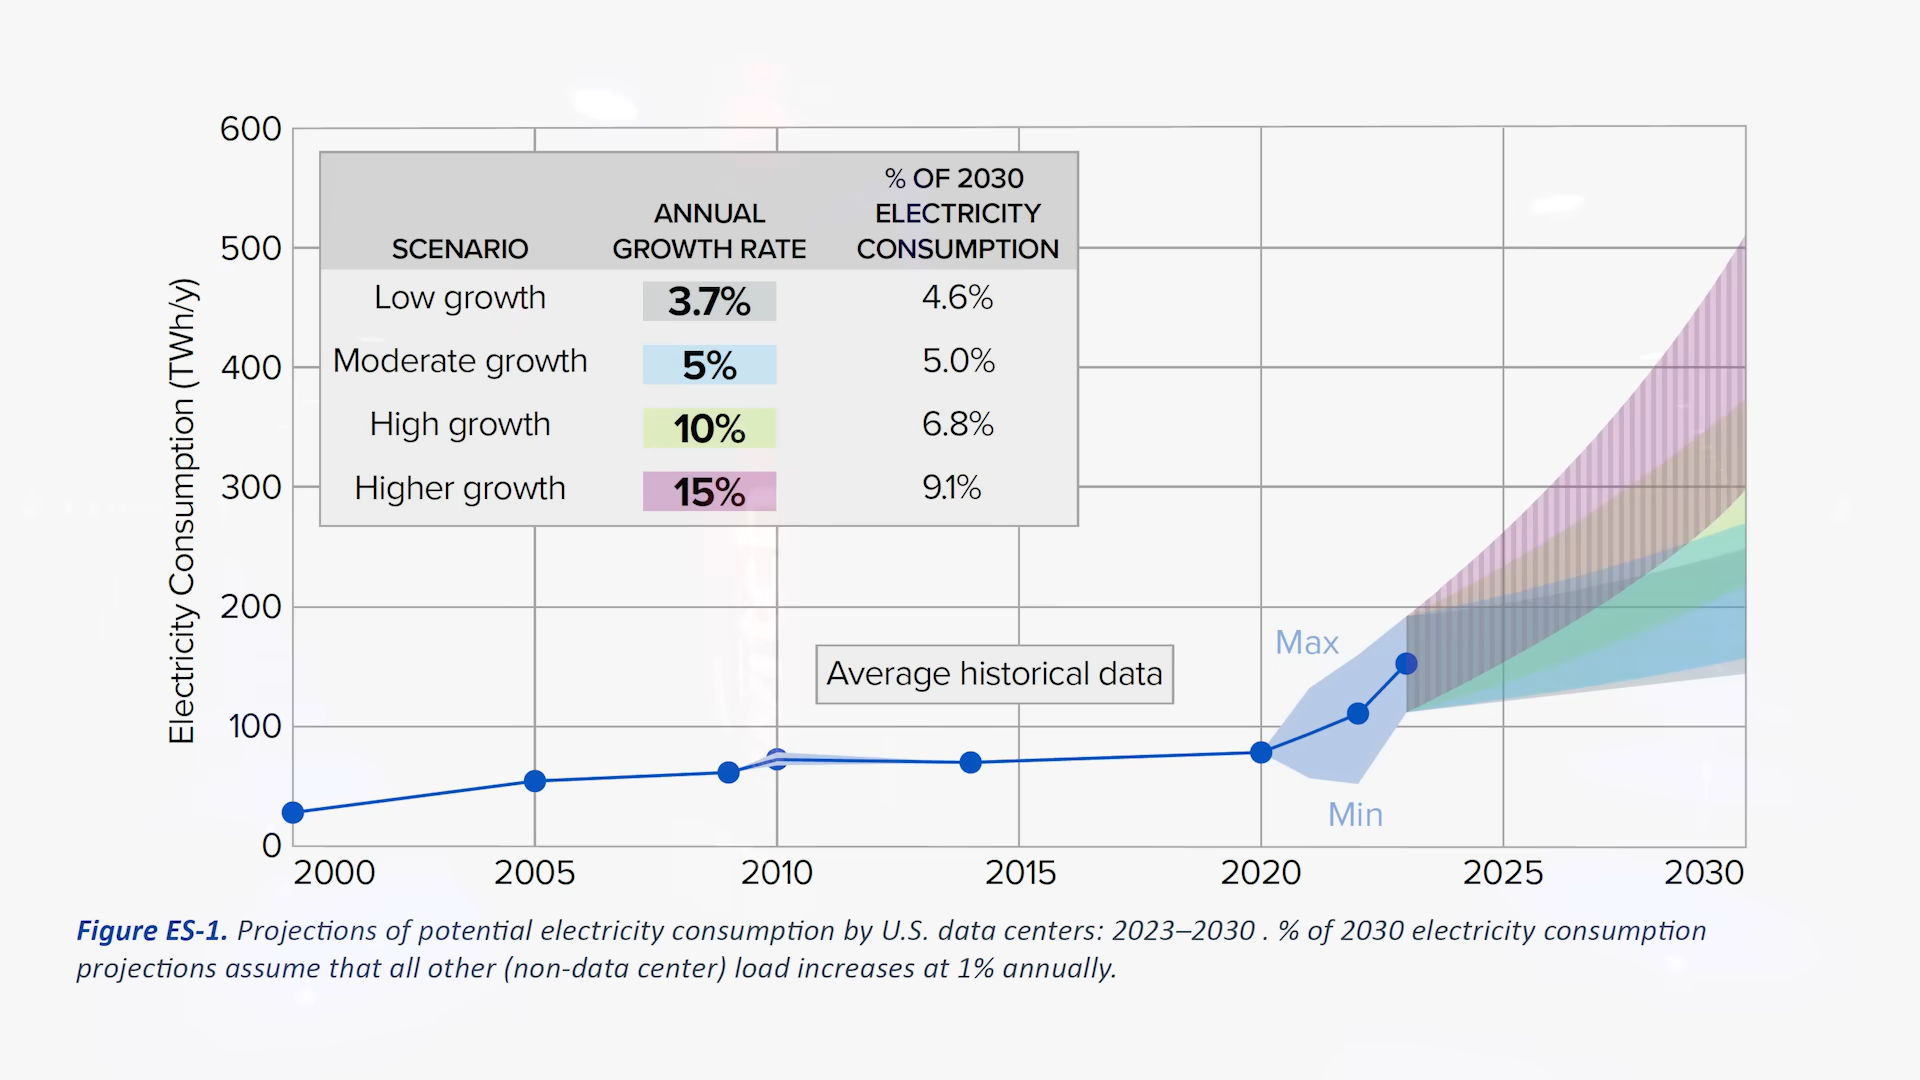 600
500
400
300
200
100
0
Electricity Consumption (TWh/y)
SCENARIO
ANNUAL
GROWTH RATE
% OF 2030
ELECTRICITY
CONSUMPTION
Low growth 3.7% 4.6%
Moderate growth 5% 5.0%
High growth 10% 6.8%
Higher growth 15% 9.1%
Average historical data
Max
Min
2000 2005 2010 2015 2020 2025 2030
Figure ES-1. Projections of potential electricity consumption by U.S. data centers: 2023–2030 . % of 2030 electricity consumption
projections assume that all other (non-data center) load increases at 1% annually.